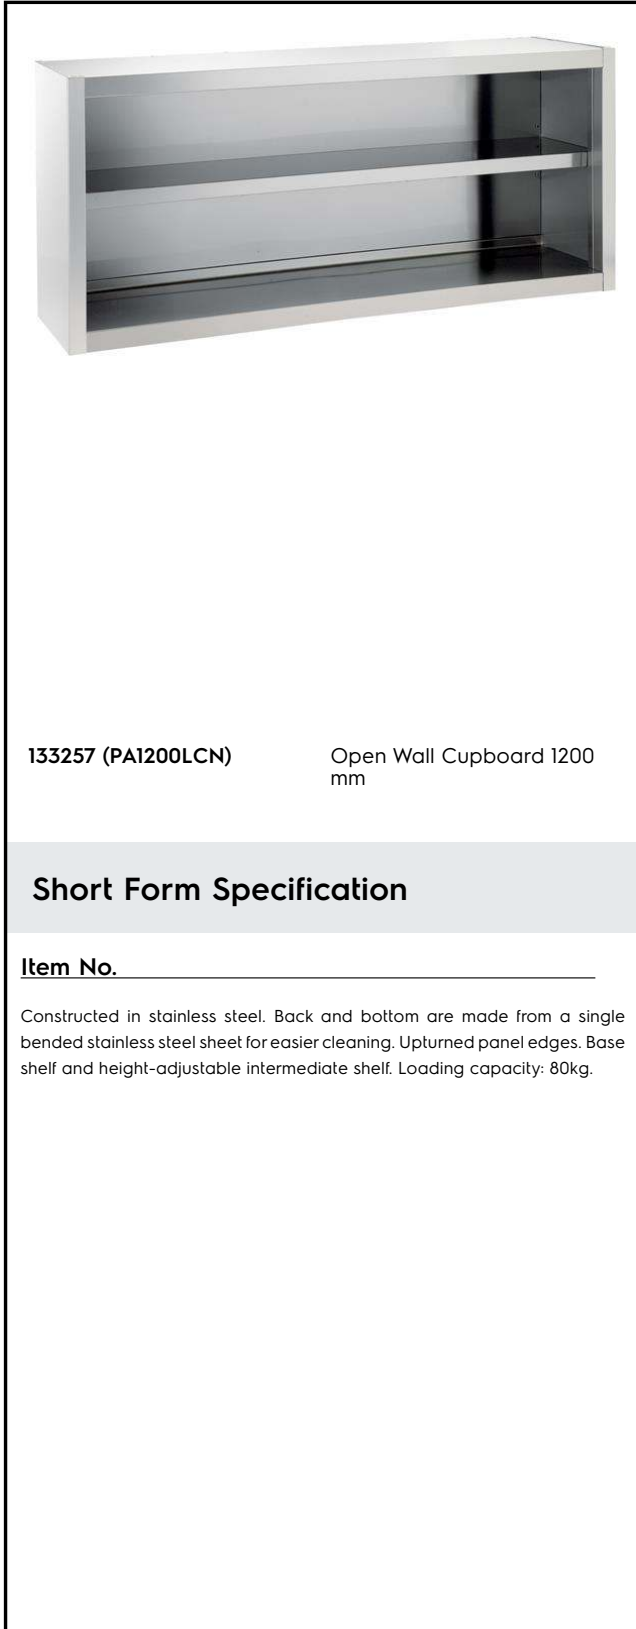 133257 (PA1200LCN)
Open Wall Cupboard 1200
mm
Short Form Specification
Item No.
Constructed in stainless steel. Back and bottom are made from a single
bended stainless steel sheet for easier cleaning. Upturned panel edges. Base
shelf and height-adjustable intermediate shelf. Loading capacity: 80kg.